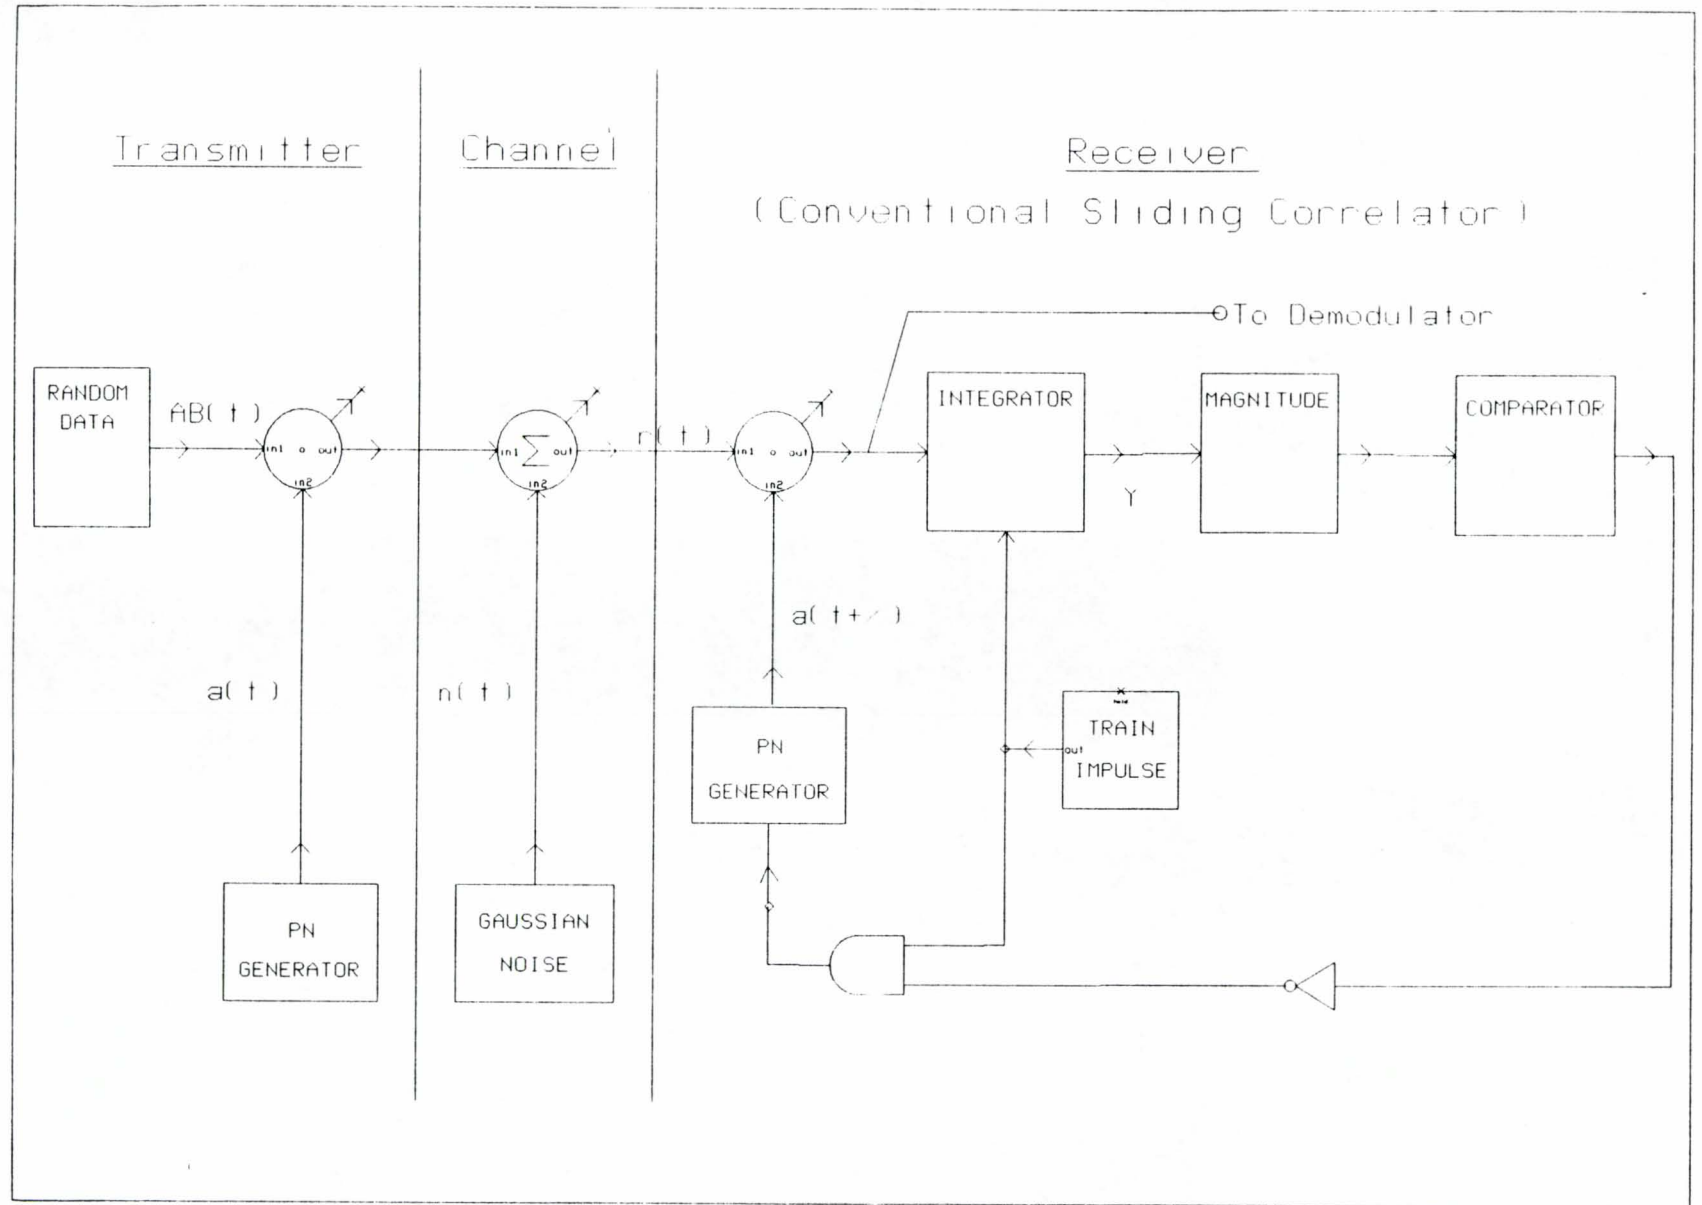 Transmitter
Channel
Receiver
(Conventional Sliding Correlator)
To Demodulator
RANDOM
DATA
AB(t)
in1 out
in2
in1 Σ out
in2
r(t)
in1 out
in2
INTEGRATOR
Y
MAGNITUDE
COMPARATOR
a(t)
n(t)
a(t+
hold
TRAIN
IMPULSE
out
PN
GENERATOR
PN
GENERATOR
GAUSSIAN
NOISE